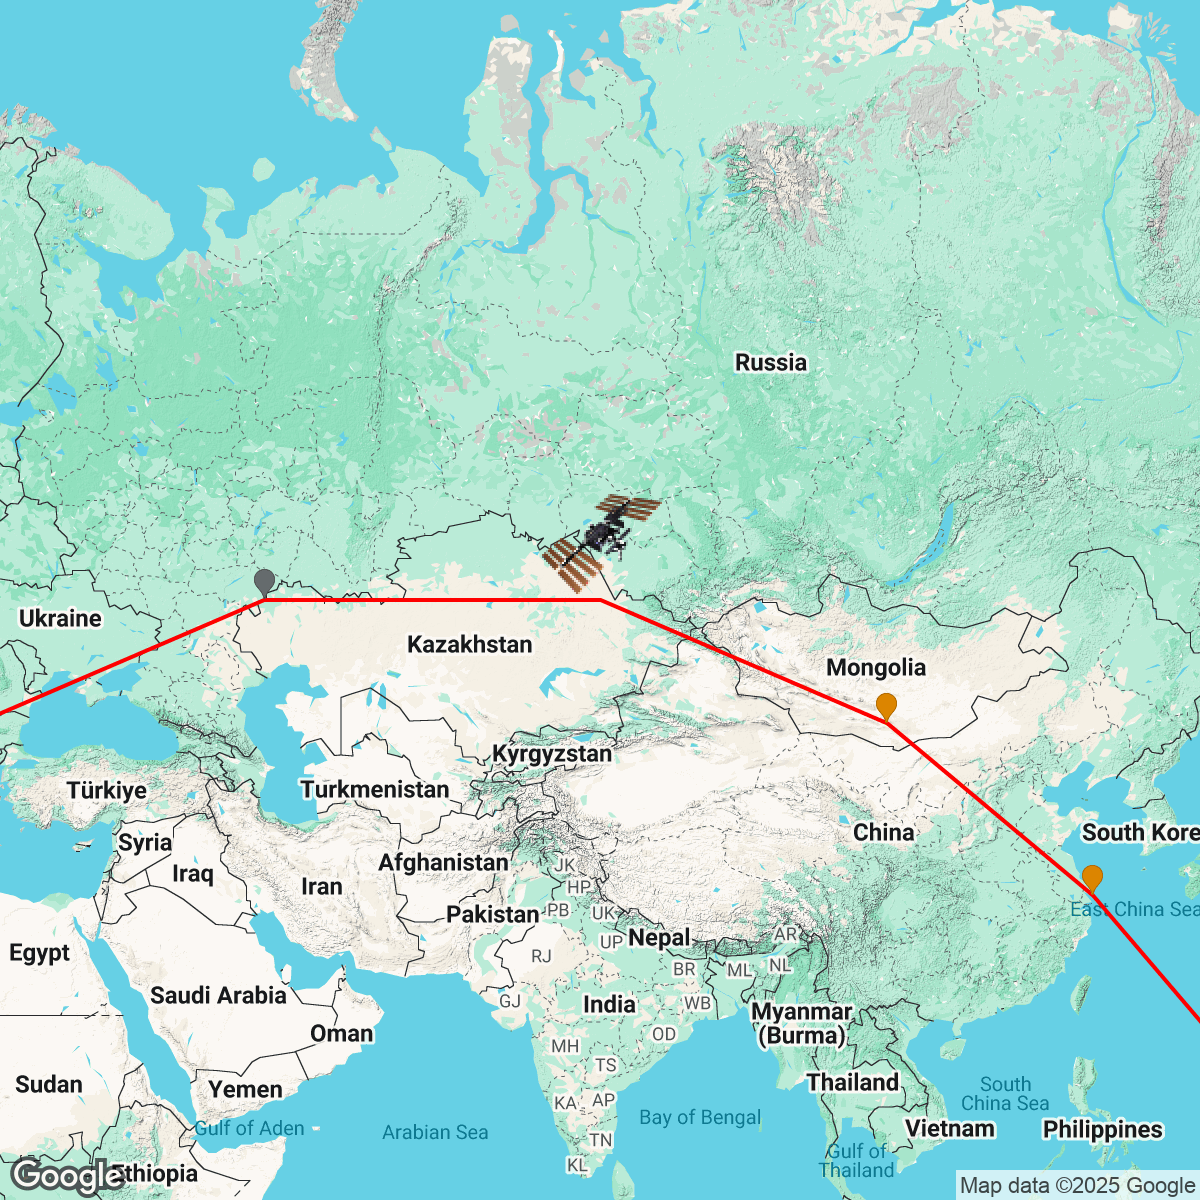 Russia
Ukraine
Kazakhstan
Mongolia
Kyrgyzstan
Türkiye
Turkmenistan
China
South Kore
Syria
Afghanistan
JK
Iraq
Iran
HP
Pakistan
PB
UK
East China Sea
Nepal
AR
UP
Egypt
RJ
BR
ML
NL
Saudi Arabia
GJ
India
WB
Myanmar
(Burma)
Oman
OD
MH
TS
Sudan
Yemen
Thailand
South
China Sea
KA
AP
Bay of Bengal
Gulf of Aden
Arabian Sea
Vietnam
Philippines
TN
Gulf of
Thailand
KL
Ethiopia
Google
Map data ©2025 Google